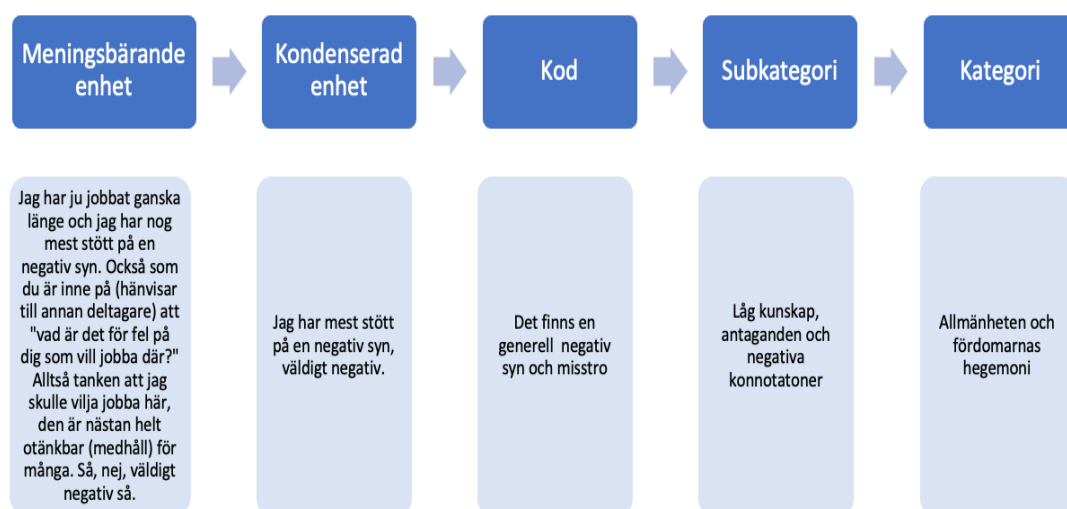 Meningsbärande
enhet
Kondenserad
enhet
Kod
Subkategori
Kategori
Jag har ju jobbat ganska
länge och jag har nog
mest stött på en
negativ syn. Också som
du är inne på (hänvisar
till annan deltagare) att
"vad är det för fel på
dig som vill jobba där?"
Alltså tanken att jag
skulle vilja jobba här,
den är nästan helt
otänkbar (medhåll) för
många. Så, nej, väldigt
negativ så.
Jag har mest stött
på en negativ syn,
väldigt negativ.
Det finns en
generell negativ
syn och misstro
Låg kunskap,
antaganden och
negativa
konnotatoner
Allmänheten och
fördomarnas
hegemoni